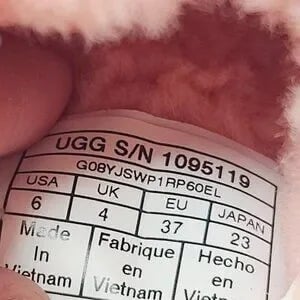 UGG S/N 1095119
G08YJSWP1RP60EL
USA UK EU JAPAN
6 4 37 23
Made Fabrique Hecho
In en en
Vietnam Vietnam Vietnam